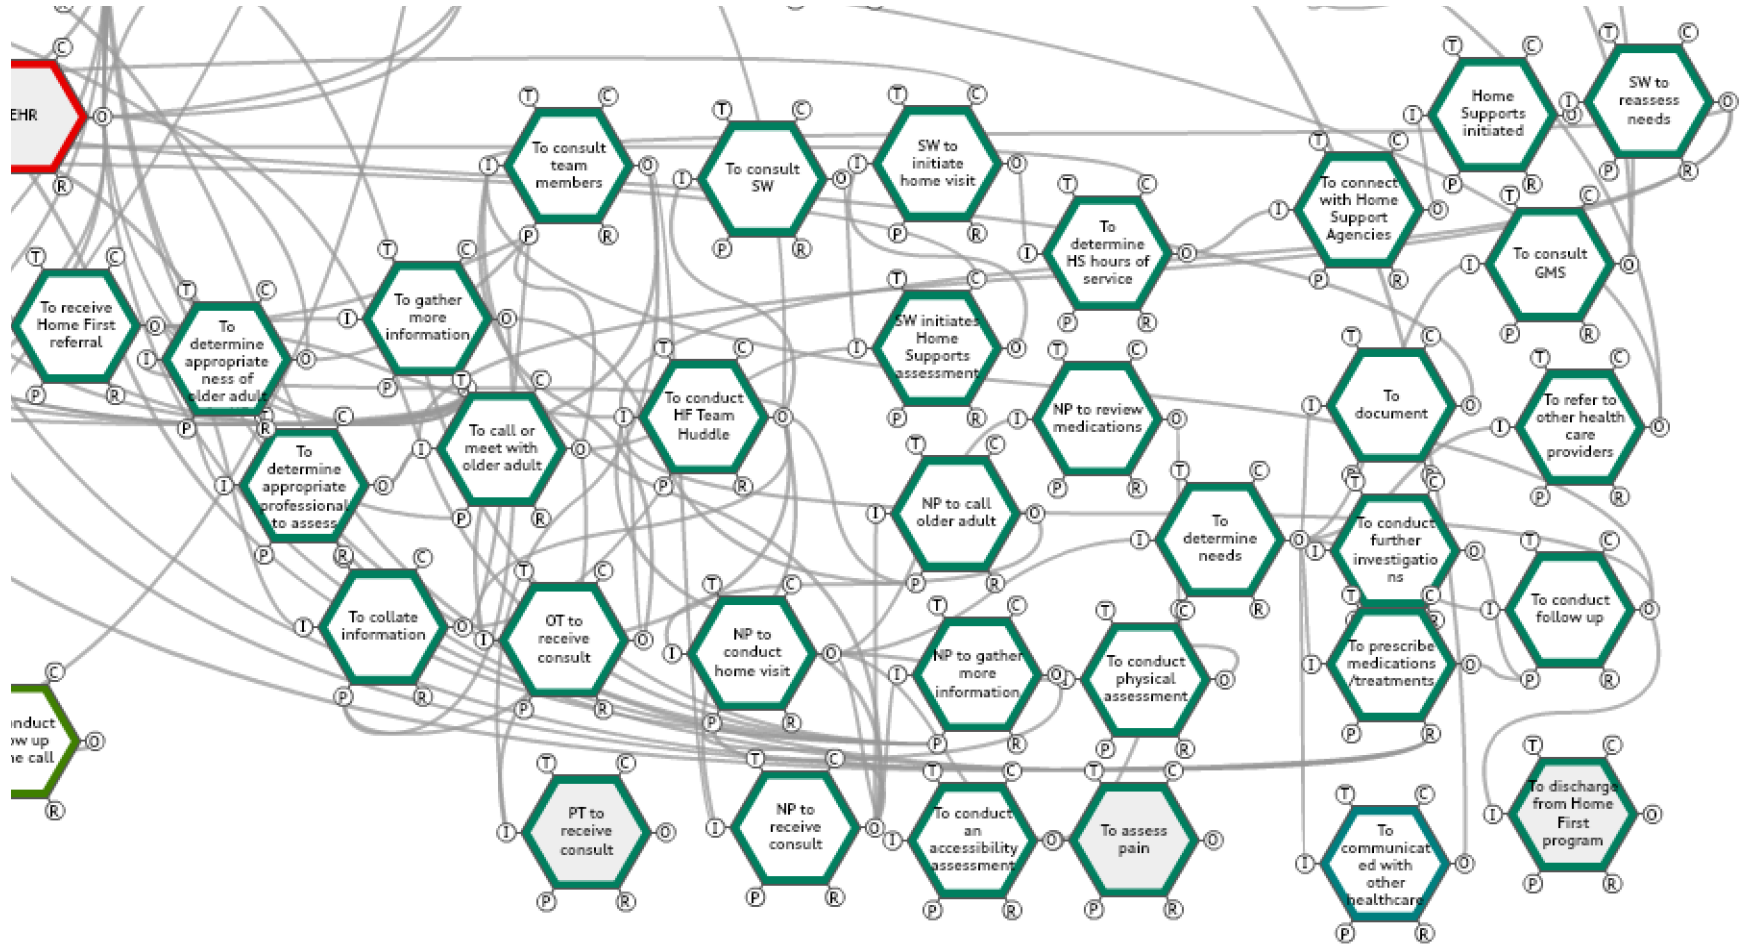 EHR
To consult
team
members
To consult
SW
SW to
initiate
home visit
To
determine
HS hours of
service
To connect
with Home
Support
Agencies
Home
Supports
initiated
SW to
reassess
needs
To consult
GMS
To receive
Home First
referral
To
determine
appropriate
ness of
older adult
To gather
more
information
SW initiates
Home
Supports
assessment
To conduct
HF Team
Huddle
NP to review
medications
To
document
To refer to
other health
care
providers
To
determine
appropriate
professional
to assess
To call or
meet with
older adult
NP to call
older adult
To
determine
needs
To conduct
further
investigatio
ns
To conduct
follow up
To collate
information
OT to
receive
consult
NP to
conduct
home visit
NP to gather
more
information
To conduct
physical
assessment
To prescribe
medications
/treatments
onduct
ow up
ne call
PT to
receive
consult
NP to
receive
consult
To conduct
an
accessibility
assessment
To assess
pain
To
communicat
ed with
other
healthcare
To discharge
from Home
First
program